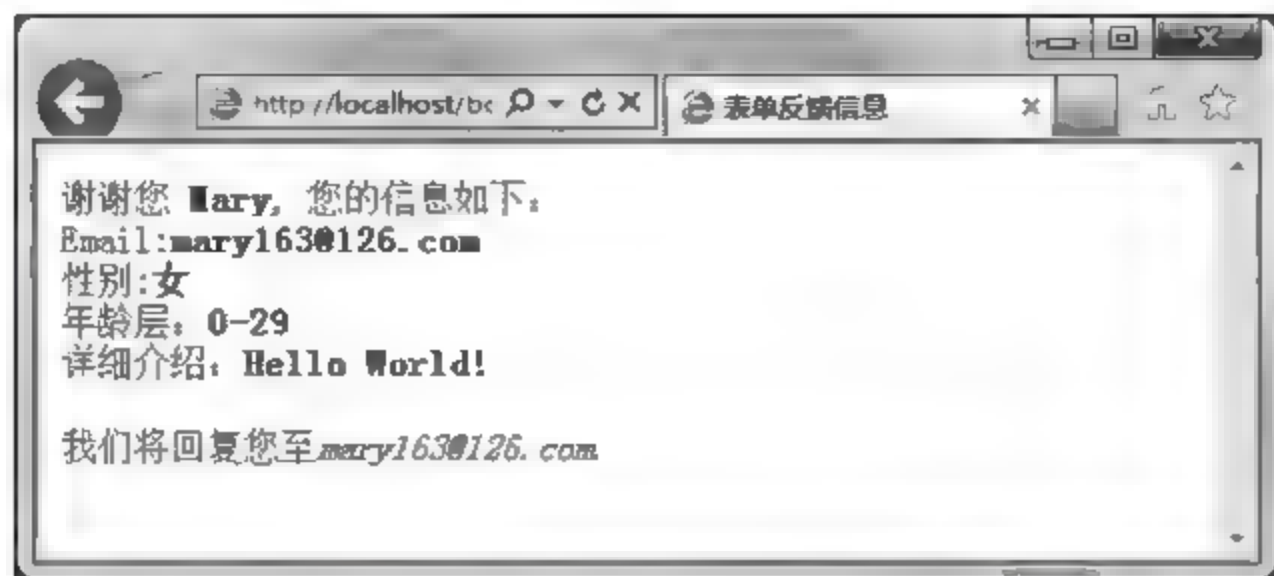 http://localhost/bc
表单反馈信息
谢谢您 Mary, 您的信息如下:
Email:mary163@126.com
性别:女
年龄层: 0-29
详细介绍: Hello World!
我们将回复您至mary163@126.com